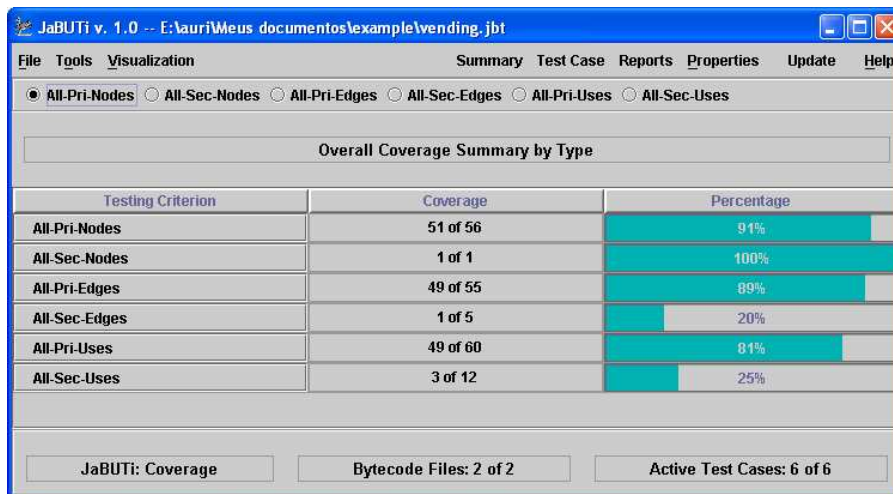 JaBUTi v. 1.0 -- E:\auri\Meus documentos\example\vending.jbt
File Tools Visualization Summary Test Case Reports Properties Update Help
All-Pri-Nodes All-Sec-Nodes All-Pri-Edges All-Sec-Edges All-Pri-Uses All-Sec-Uses
Overall Coverage Summary by Type
Testing Criterion Coverage Percentage
All-Pri-Nodes 51 of 56 91%
All-Sec-Nodes 1 of 1 100%
All-Pri-Edges 49 of 55 89%
All-Sec-Edges 1 of 5 20%
All-Pri-Uses 49 of 60 81%
All-Sec-Uses 3 of 12 25%
JaBUTi: Coverage Bytecode Files: 2 of 2 Active Test Cases: 6 of 6